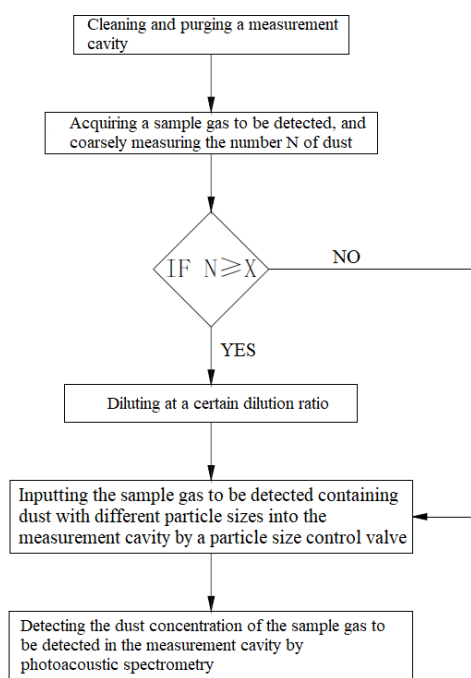 Cleaning and purging a measurement
cavity
Acquiring a sample gas to be detected, and
coarsely measuring the number N of dust
IF N≥X
NO
YES
Diluting at a certain dilution ratio
Inputting the sample gas to be detected containing
dust with different particle sizes into the
measurement cavity by a particle size control valve
Detecting the dust concentration of the sample gas to
be detected in the measurement cavity by
photoacoustic spectrometry